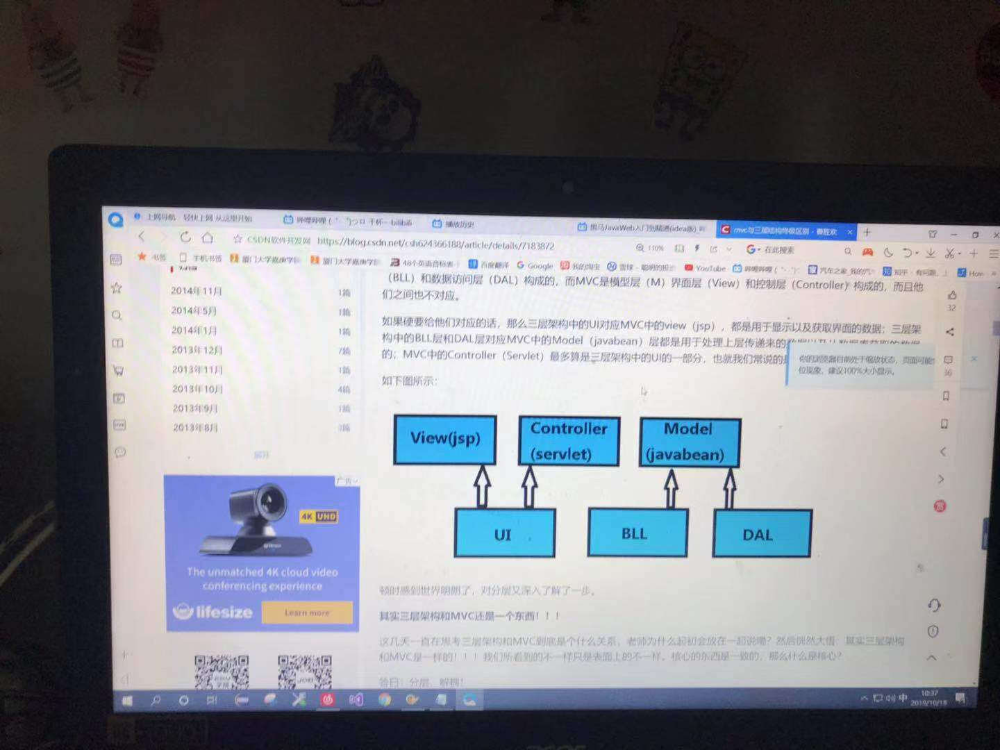 上网导航 - 轻快上网 从这里开始
哔哩哔哩 ( ゜- ゜)つロ 干杯~-bilibili
播放历史
黑马JavaWeb入门到精通(idea版)
mvc与三层结构终极区别 - 曹胜欢
CSDN软件开发网 https://blog.csdn.net/csh624366188/article/details/7183872
110%
在此搜索
书签
手机书签
厦门大学嘉庚学
厦门大学嘉庚学
48个英语音标表
百度翻译
Google
我的淘宝
雪球 - 聪明的投
YouTube
哔哩哔哩 ( ゜- ゜)
汽车之家_我的汽
知乎 - 有问题，上
How
2014年11月 1篇
2014年5月 1篇
2014年1月 1篇
2013年12月 7篇
2013年11月 1篇
2013年10月 4篇
2013年9月 1篇
2013年8月
展开
（BLL）和数据访问层（DAL）构成的，而MVC是模型层（M）界面层（View）和控制层（Controller）构成的，而且他
们之间也不对应。
如果硬要给他们对应的话，那么三层架构中的UI对应MVC中的view（jsp），都是用于显示以及获取界面的数据；三层架
构中的BLL层和DAL层对应MVC中的Model（javabean）层都是用于处理上层传递来的数据以及从数据库获取的数据
的；MVC中的Controller（Servlet）最多算是三层架构中的UI的一部分，也就我们常说的是
如下图所示：
你的浏览器目前处于缩放状态，页面可能
位现象，建议100%大小显示。
32
36
赏
View(jsp)
Controller
(servlet)
Model
(javabean)
UI
BLL
DAL
广告
4K UHD
The unmatched 4K cloud video
conferencing experience
lifesize
Learn more
顿时感到世界明朗了，对分层又深入了解了一步。
其实三层架构和MVC还是一个东西！！！
这几天一直在思考三层架构和MVC到底是个什么关系，老师为什么起初会放在一起说嘞？然后恍然大悟，其实三层架构
和MVC是一样的！！！我们所看到的不一样只是表面上的不一样。核心的东西是一致的，那么什么是核心？
答曰：分层，解耦！
中
10:37
2019/10/18